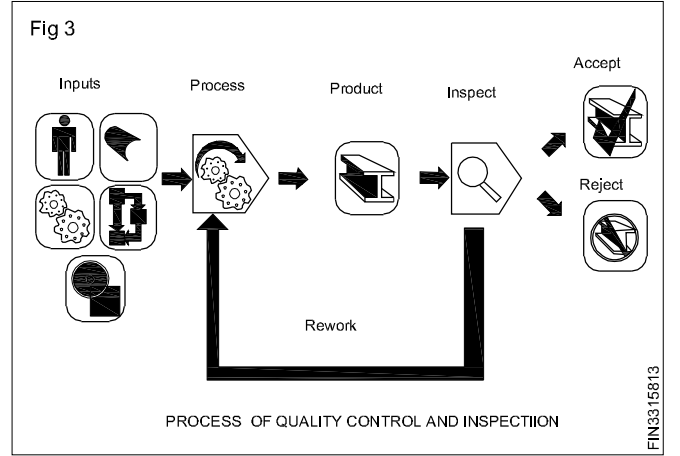 Fig 3
Accept
Inputs
Process
Product
Inspect
Reject
Rework
PROCESS OF QUALITY CONTROL AND INSPECTIION
FIN3315813